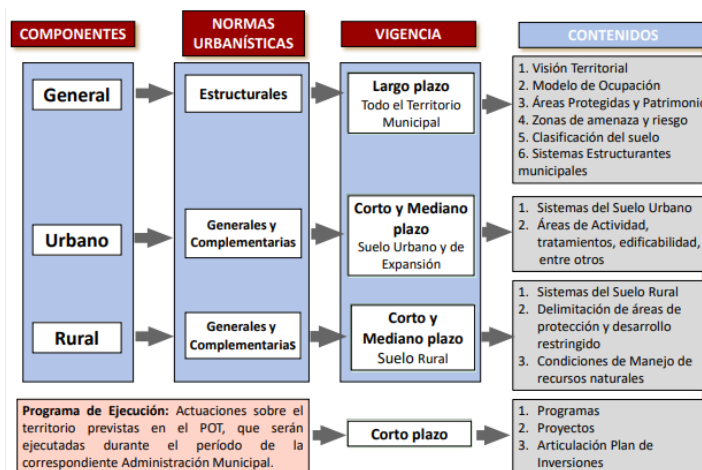 COMPONENTES
NORMAS
URBANÍSTICAS
VIGENCIA
CONTENIDOS
General
Estructurales
Largo plazo
Todo el Territorio
Municipal
1. Visión Territorial
2. Modelo de Ocupación
3. Áreas Protegidas y Patrimonio
4. Zonas de amenaza y riesgo
5. Clasificación del suelo
6. Sistemas Estructurantes
municipales
Urbano
Generales y
Complementarias
Corto y Mediano
plazo
Suelo Urbano y de
Expansión
1. Sistemas del Suelo Urbano
2. Áreas de Actividad,
tratamientos, edificabilidad,
entre otros
Rural
Generales y
Complementarias
Corto y
Mediano plazo
Suelo Rural
1. Sistemas del Suelo Rural
2. Delimitación de áreas de
protección y desarrollo
restringido
3. Condiciones de Manejo de
recursos naturales
Programa de Ejecución: Actuaciones sobre el
territorio previstas en el POT, que serán
ejecutadas durante el período de la
correspondiente Administración Municipal.
Corto plazo
1. Programas
2. Proyectos
3. Articulación Plan de
Inversiones